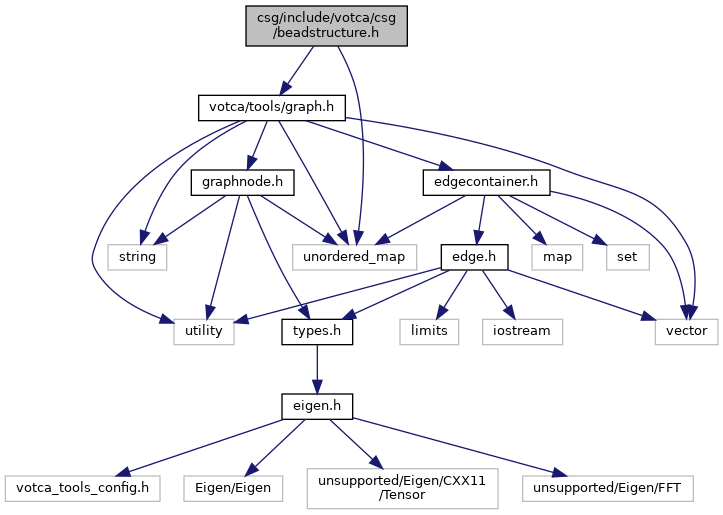 csg/include/votca/csg
/beadstructure.h
votca/tools/graph.h
graphnode.h
edgecontainer.h
string
unordered_map
edge.h
map
set
utility
types.h
limits
iostream
vector
eigen.h
votca_tools_config.h
Eigen/Eigen
unsupported/Eigen/CXX11
/Tensor
unsupported/Eigen/FFT